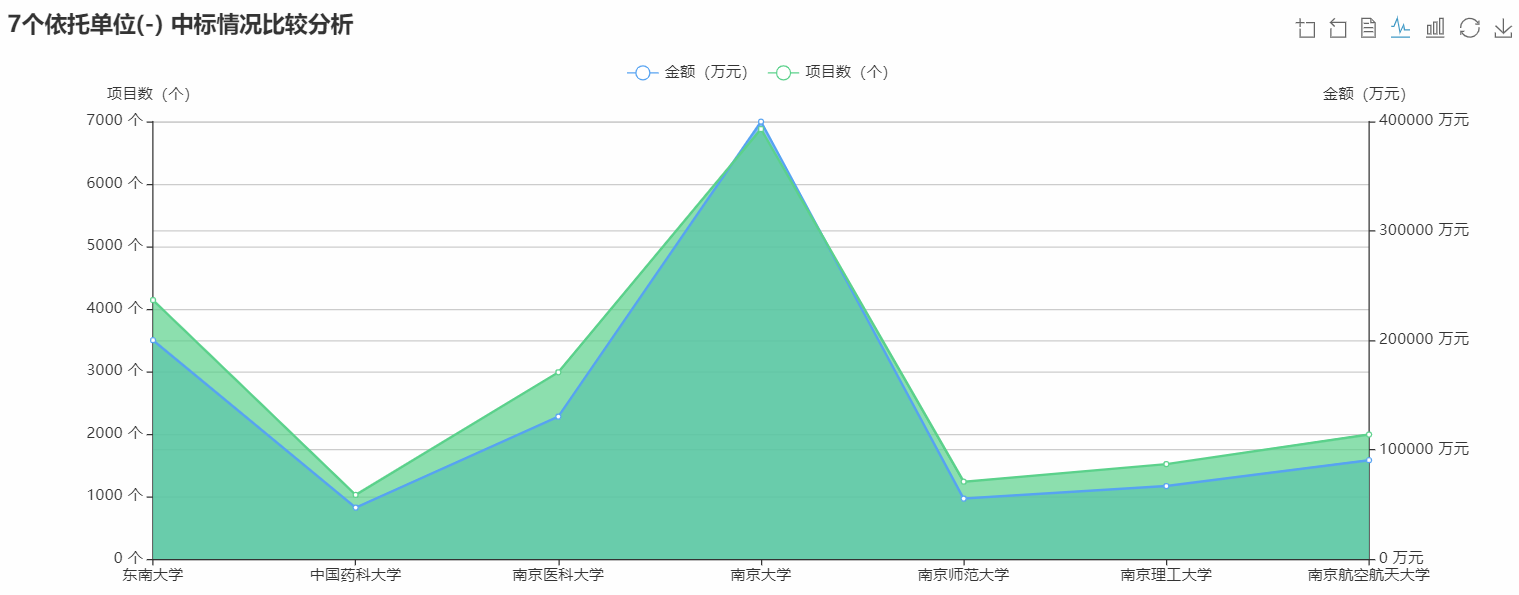 7个依托单位(-) 中标情况比较分析
金额（万元） 项目数（个）
项目数（个） 金额（万元）
7000 个 400000 万元
6000 个
300000 万元
5000 个
4000 个
200000 万元
3000 个
2000 个
100000 万元
1000 个
0 个 0 万元
东南大学 中国药科大学 南京医科大学 南京大学 南京师范大学 南京理工大学 南京航空航天大学